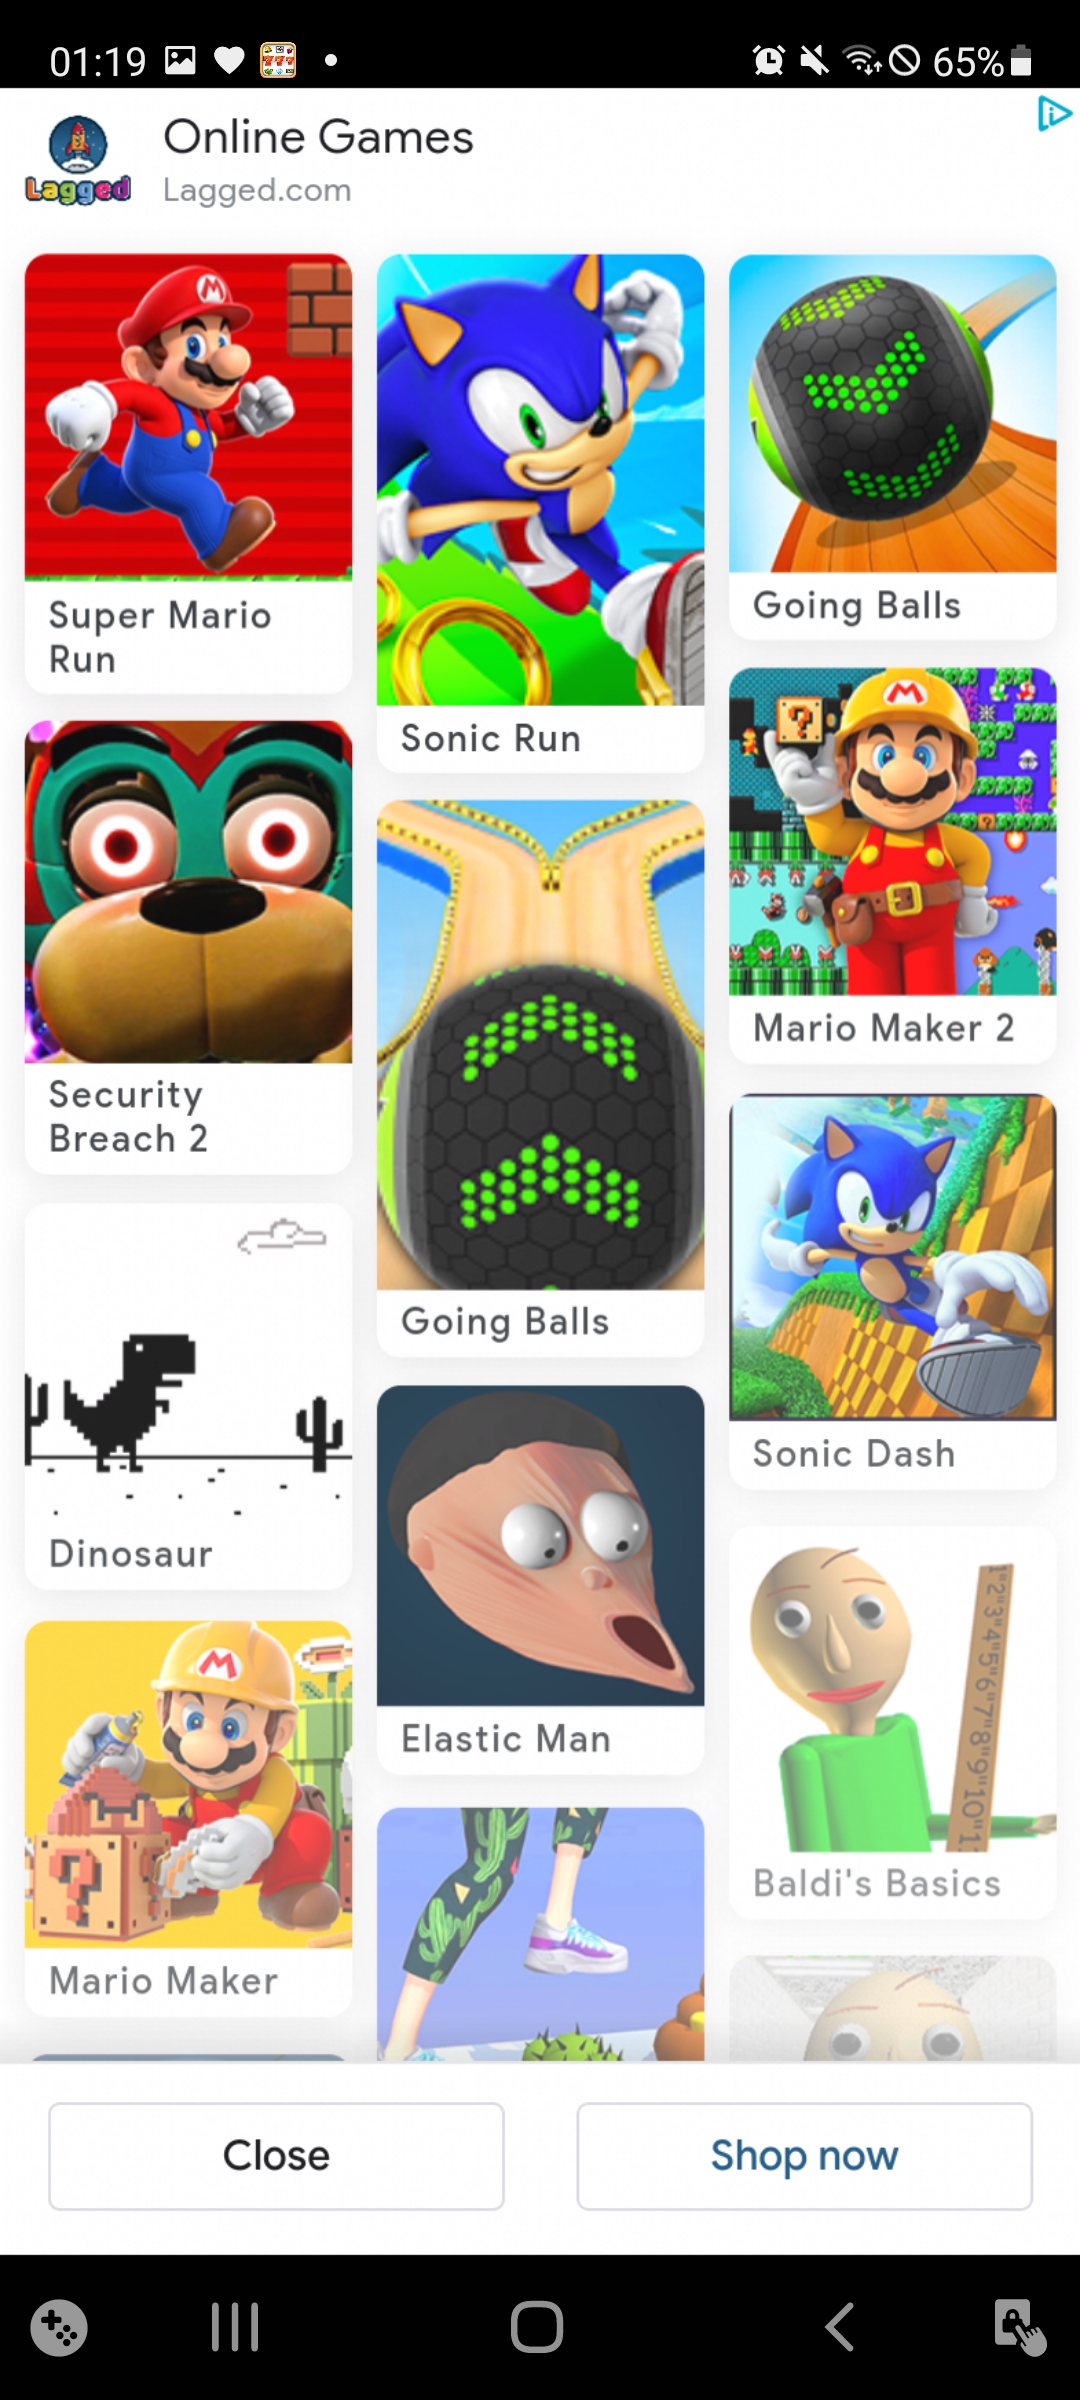 01:19
777
65%
Online Games
Lagged
Lagged.com
M
Super Mario
Run
Sonic Run
Going Balls
?
M
Mario Maker 2
Security
Breach 2
Going Balls
Sonic Dash
Dinosaur
Elastic Man
1"2"3"4"5"6"7"8"9"10"1
Baldi's Basics
M
?
Mario Maker
Close
Shop now